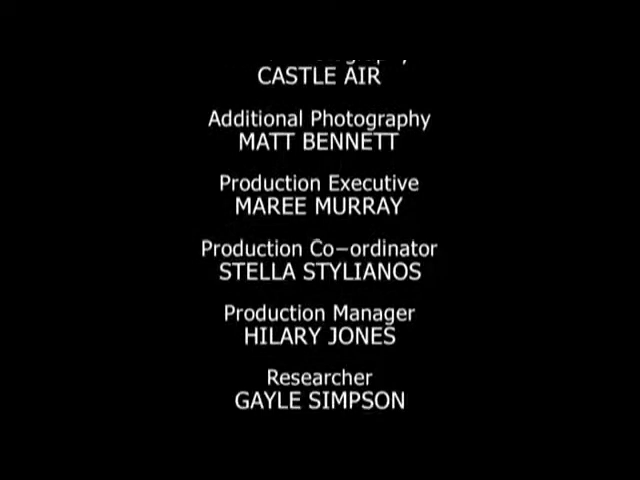 CASTLE AIR
Additional Photography
MATT BENNETT
Production Executive
MAREE MURRAY
Production Co-ordinator
STELLA STYLIANOS
Production Manager
HILARY JONES
Researcher
GAYLE SIMPSON